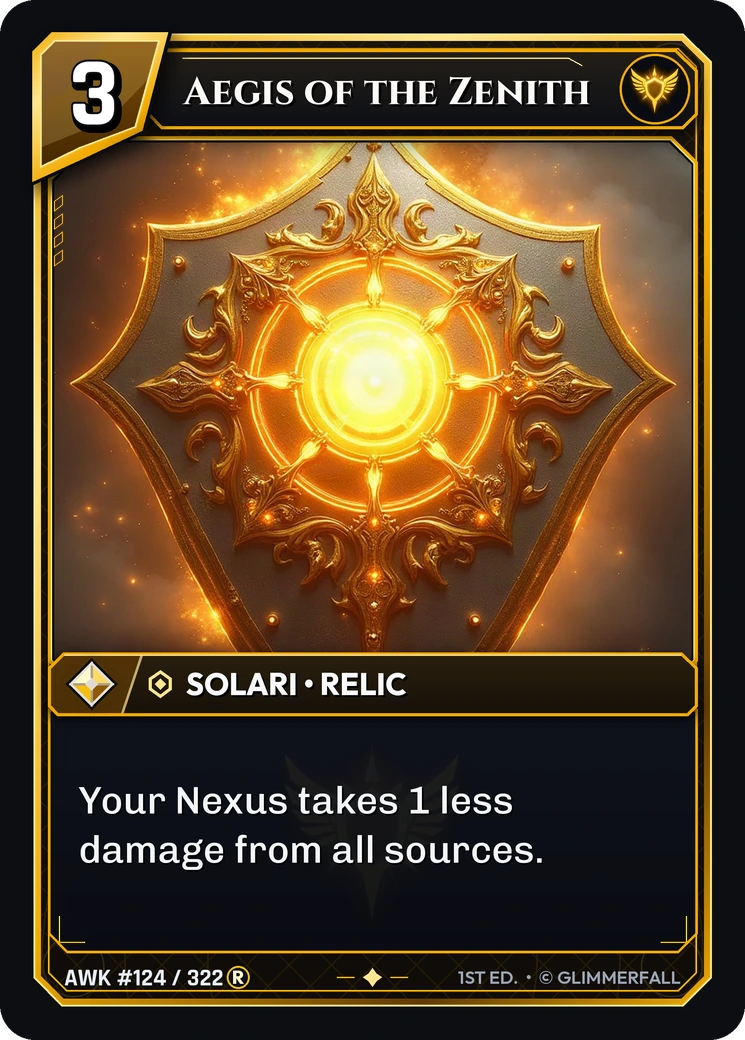 3
AEGIS OF THE ZENITH
SOLARI • RELIC
Your Nexus takes 1 less
damage from all sources.
AWK #124 / 322 R
1ST ED. • © GLIMMERFALL